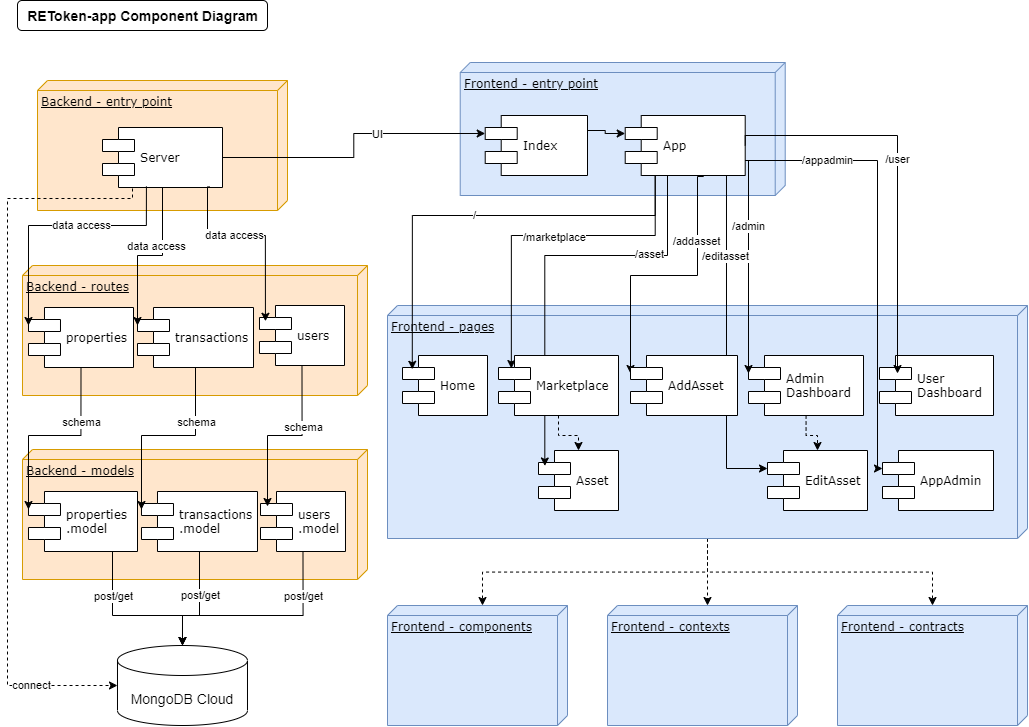 REToken-app Component Diagram
Backend - entry point
Server
Frontend - entry point
Index
App
UI
/appadmin
/user
data access
data access
data access
/
/marketplace
/asset
/addasset
/editasset
/admin
Backend - routes
properties
transactions
users
Frontend - pages
Home
Marketplace
AddAsset
Admin
Dashboard
User
Dashboard
Asset
EditAsset
AppAdmin
schema
schema
schema
Backend - models
properties
.model
transactions
.model
users
.model
post/get
post/get
post/get
connect
MongoDB Cloud
Frontend - components
Frontend - contexts
Frontend - contracts